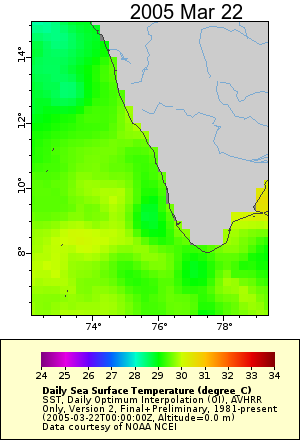 2005 Mar 22
14°
12°
10°
8°
74° 76° 78°
24 25 26 27 28 29 30 31 32 33 34
Daily Sea Surface Temperature (degree_C)
SST, Daily Optimum Interpolation (OI), AVHRR
Only, Version 2, Final+Preliminary, 1981-present
(2005-03-22T00:00:00Z, Altitude=0.0 m)
Data courtesy of NOAA NCEI